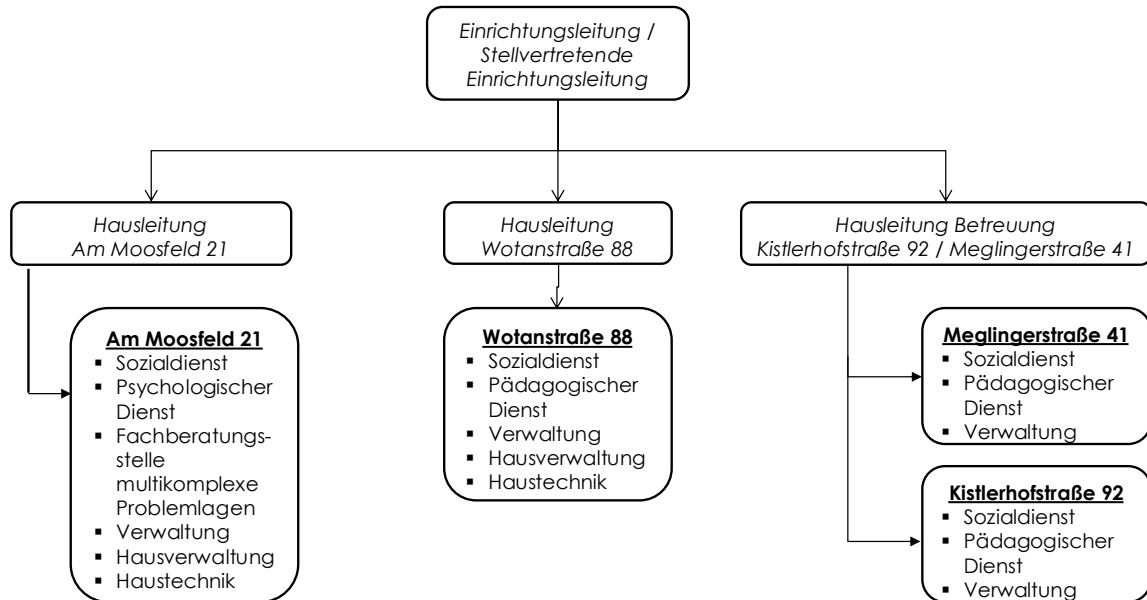 Einrichtungsleitung /
Stellvertretende
Einrichtungsleitung
Hausleitung
Am Moosfeld 21
Hausleitung
Wotanstraße 88
Hausleitung Betreuung
Kistlerhofstraße 92 / Meglingerstraße 41
Am Moosfeld 21
▪ Sozialdienst
▪ Psychologischer
Dienst
▪ Fachberatungs-
stelle
multikomplexe
Problemlagen
▪ Verwaltung
▪ Hausverwaltung
▪ Haustechnik
Wotanstraße 88
▪ Sozialdienst
▪ Pädagogischer
Dienst
▪ Verwaltung
▪ Hausverwaltung
▪ Haustechnik
Meglingerstraße 41
▪ Sozialdienst
▪ Pädagogischer
Dienst
▪ Verwaltung
Kistlerhofstraße 92
▪ Sozialdienst
▪ Pädagogischer
Dienst
▪ Verwaltung